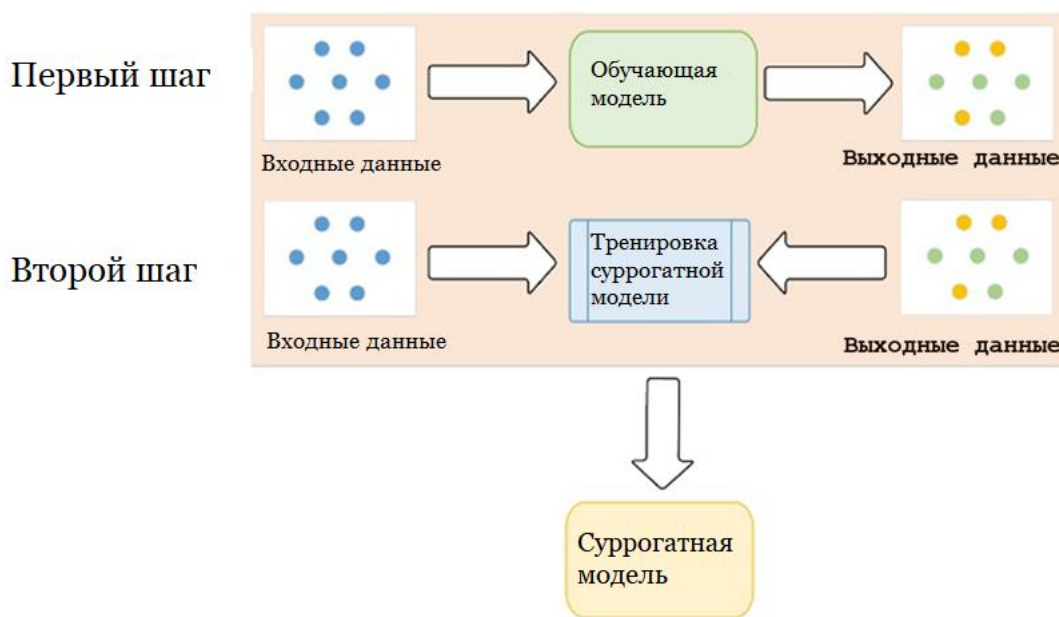 Первый шаг
Входные данные
Обучающая
модель
Выходные данные
Второй шаг
Входные данные
Тренировка
суррогатной
модели
Выходные данные
Суррогатная
модель